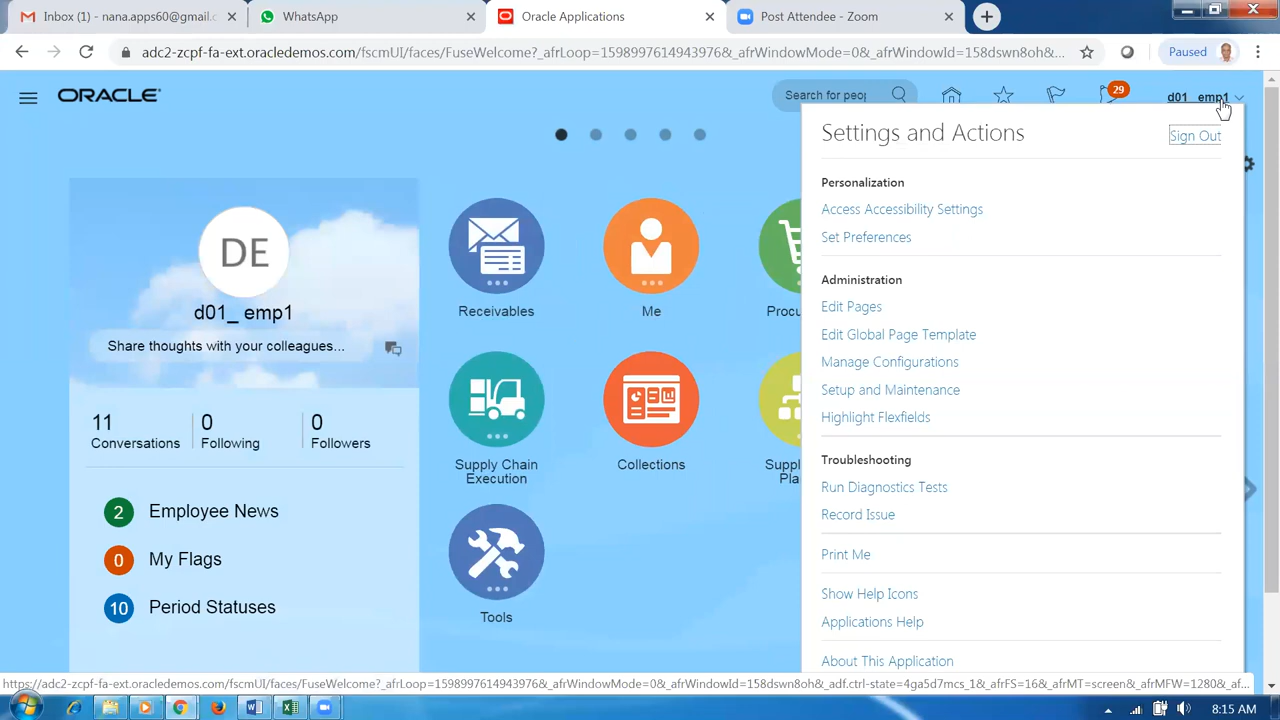 Inbox (1) - nana.apps60@gmail.c
WhatsApp
Oracle Applications
Post Attendee - Zoom
adc2-zcpf-fa-ext.oracledemos.com/fscmUI/faces/FuseWelcome?_afrLoop=15989976149439768&_afrWindowMode=0&_afrWindowId=158dswn8oh&...
Paused
ORACLE
Search for peop
29
d01_ emp1
Settings and Actions
Sign Out
Personalization
Access Accessibility Settings
Set Preferences
Administration
Edit Pages
Edit Global Page Template
Manage Configurations
Setup and Maintenance
Highlight Flexfields
Troubleshooting
Run Diagnostics Tests
Record Issue
Print Me
Show Help Icons
Applications Help
About This Application
DE
d01_ emp1
Share thoughts with your colleagues...
11
Conversations
0
Following
0
Followers
2 Employee News
0 My Flags
10 Period Statuses
Receivables
Me
Procu
Supply Chain
Execution
Collections
Suppl
Pla
Tools
https://adc2-zcpf-fa-ext.oracledemos.com/fscmUI/faces/FuseWelcome?_afrLoop=15989976149439768&_afrWindowMode=0&_afrWindowId=158dswn8oh&_adf.ctrl-state=4ga5d7mcs_1&_afrFS=16&_afrMT=screen&_afrMFW=1280&_af...
8:15 AM